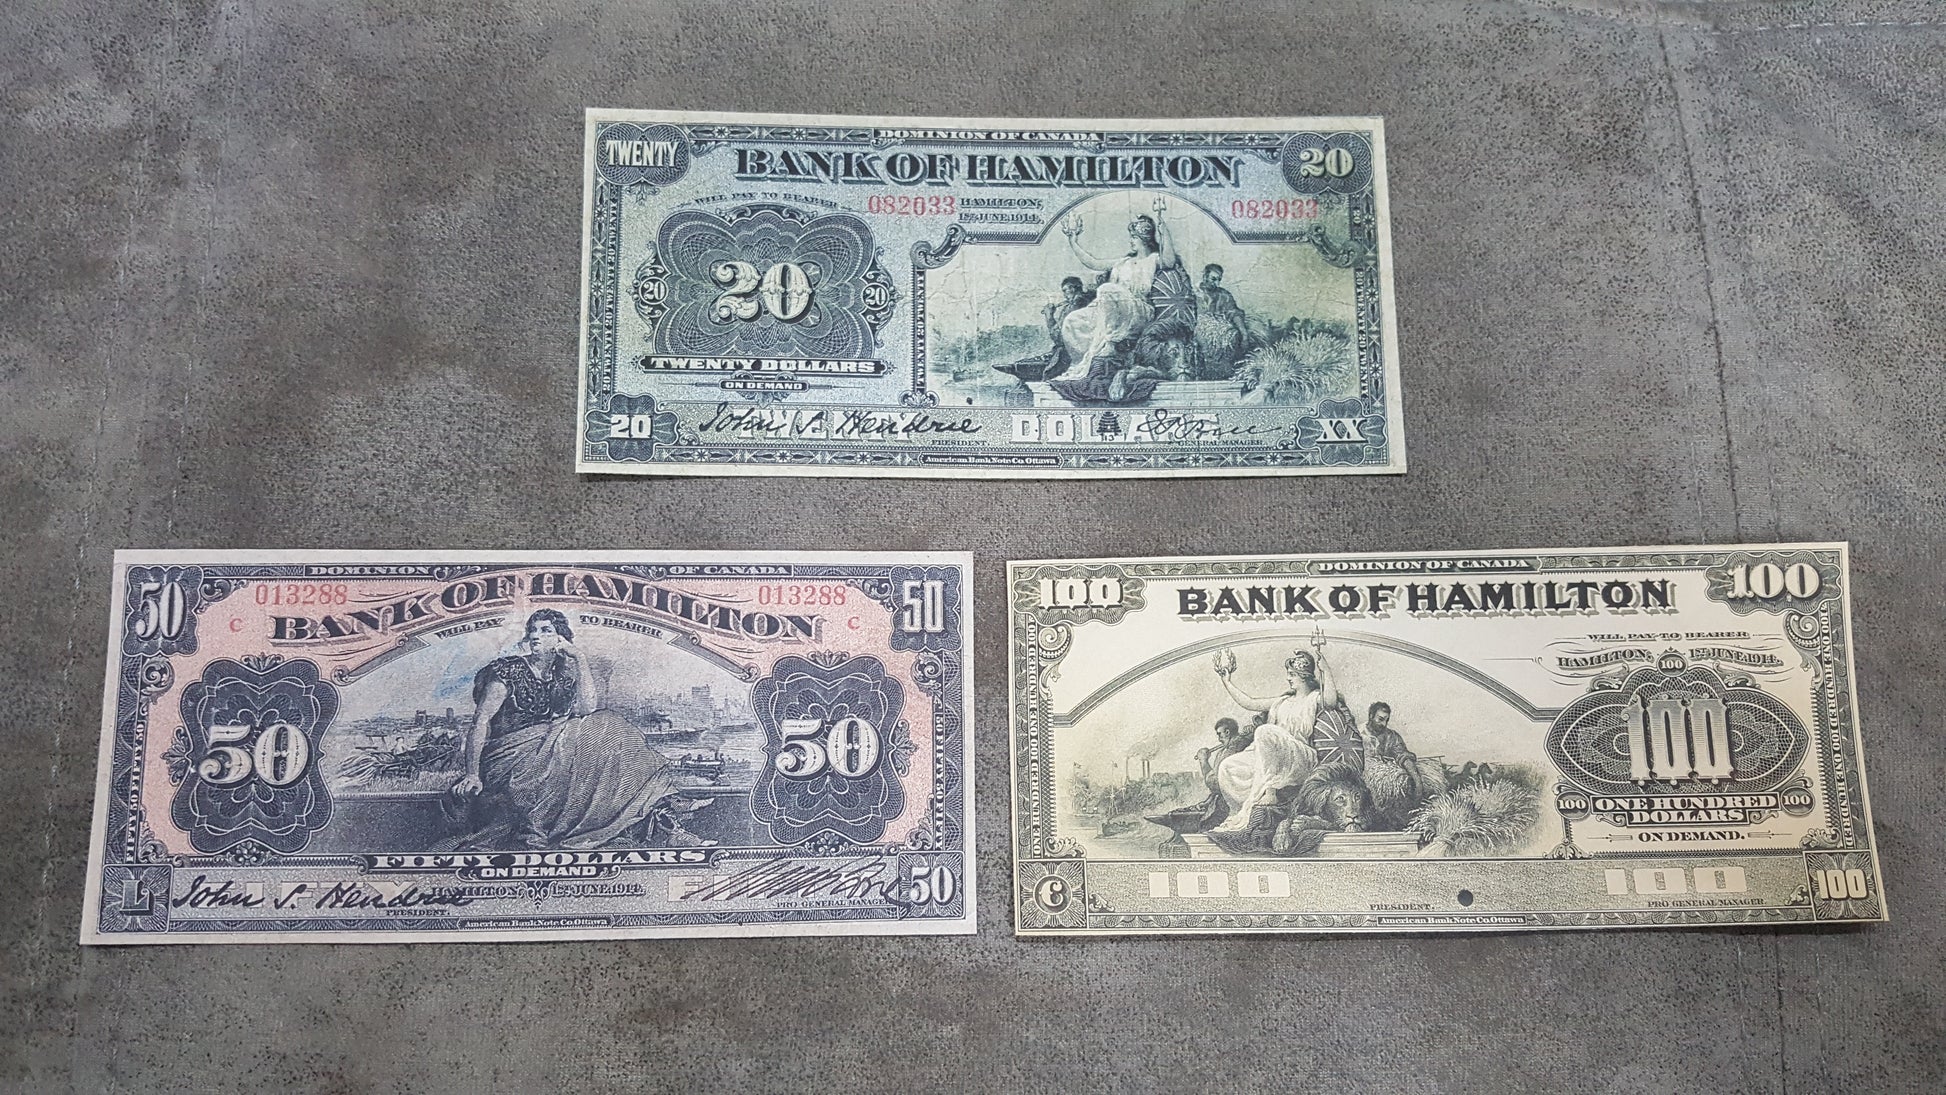 DOMINION OF CANADA
TWENTY
BANK OF HAMILTON
20
WILL PAY TO BEARER
082033
HAMILTON,
1ST JUNE, 1914.
082033
20
20
20
TWENTY DOLLARS
ON DEMAND
20
John S. Hendrie
PRESIDENT.
DOLLARS
GENERAL MANAGER
XX
American Bank Note Co. Ottawa
50
DOMINION OF CANADA
50
013288
BANK OF HAMILTON
013288
C
WILL PAY TO BEARER
C
50
50
FIFTY DOLLARS
ON DEMAND
L
John S. Hendrie
HAMILTON, 1ST JUNE, 1914.
50
PRESIDENT.
PRO GENERAL MANAGER
American Bank Note Co. Ottawa
100
DOMINION OF CANADA
100
BANK OF HAMILTON
WILL PAY TO BEARER
HAMILTON, 100 1ST JUNE, 1914.
100
100 ONE HUNDRED 100
DOLLARS
ON DEMAND.
C
100
100
100
PRESIDENT.
PRO GENERAL MANAGER
American Bank Note Co. Ottawa